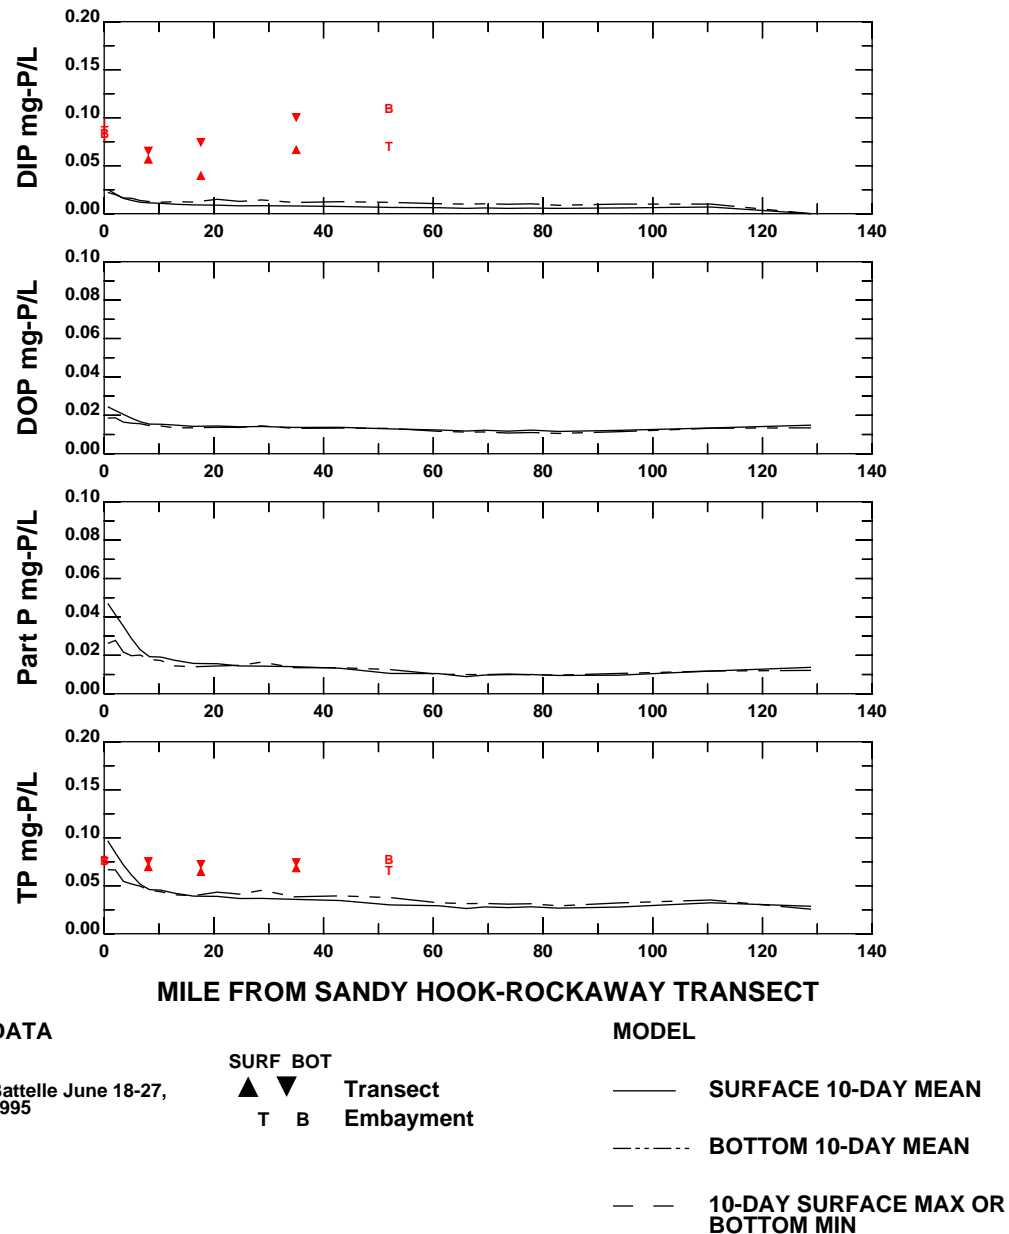 0.20
0.15
0.10
0.05
0.00
DIP mg-P/L
B
T
0 20 40 60 80 100 120 140
0.10
0.08
0.06
0.04
0.02
0.00
DOP mg-P/L
0 20 40 60 80 100 120 140
0.10
0.08
0.06
0.04
0.02
0.00
Part P mg-P/L
0 20 40 60 80 100 120 140
0.20
0.15
0.10
0.05
0.00
TP mg-P/L
B
T
0 20 40 60 80 100 120 140
MILE FROM SANDY HOOK-ROCKAWAY TRANSECT
DATA
Battelle June 18-27,
1995
SURF BOT
Transect
T B Embayment
MODEL
SURFACE 10-DAY MEAN
BOTTOM 10-DAY MEAN
10-DAY SURFACE MAX OR
BOTTOM MIN